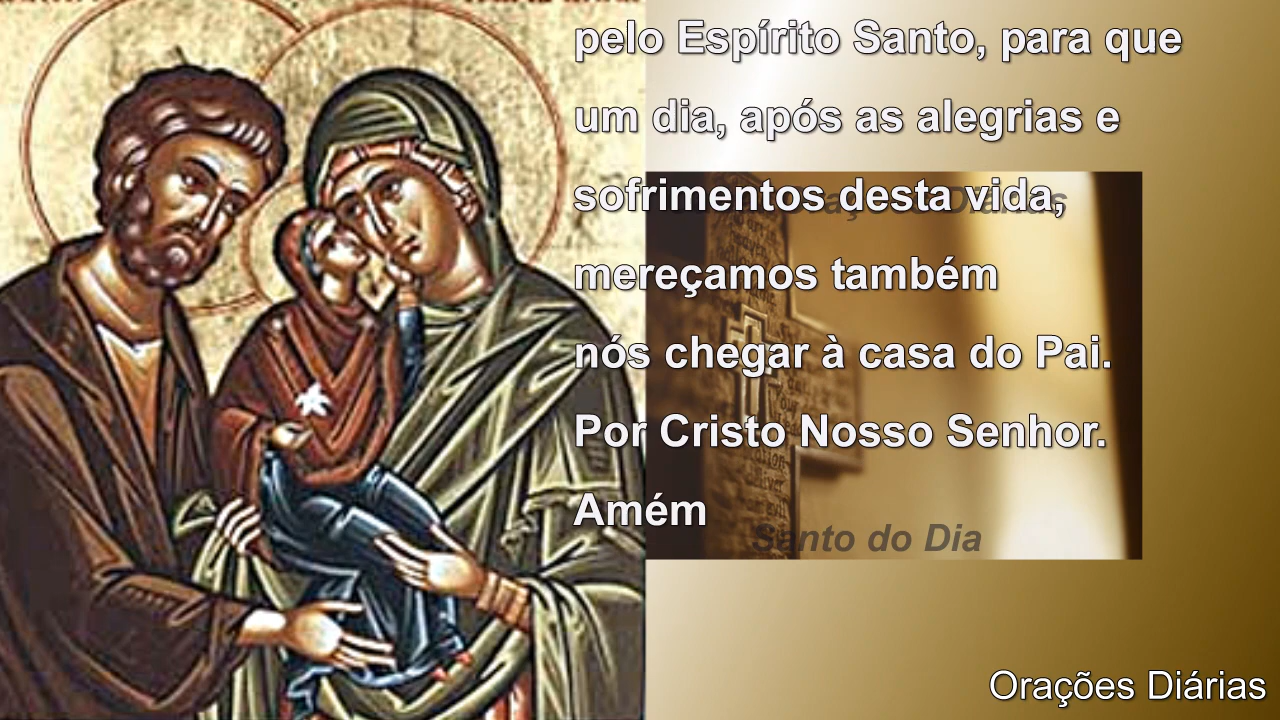 pelo Espírito Santo, para que
um dia, após as alegrias e
sofrimentos desta vida,
mereçamos também
nós chegar à casa do Pai.
Por Cristo Nosso Senhor.
Amém
Santo do Dia
Orações Diárias